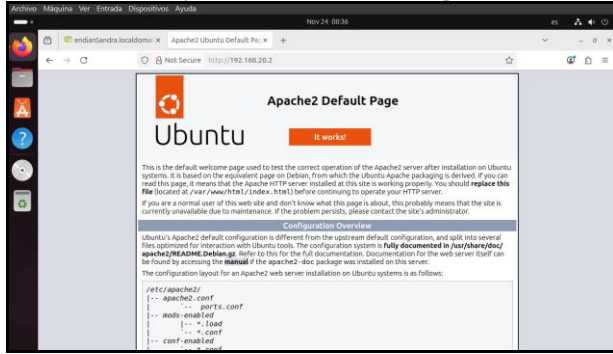 Archivo Máquina Ver Entrada Dispositivos Ayuda
Nov 24 08:36
es
endianSandra.localdomai ×
Apache2 Ubuntu Default Pa ×
Not Secure http://192.168.20.2
Apache2 Default Page
Ubuntu
It works!
This is the default welcome page used to test the correct operation of the Apache2 server after installation on Ubuntu
systems. It is based on the equivalent page on Debian, from which the Ubuntu Apache packaging is derived. If you can
read this page, it means that the Apache HTTP server installed at this site is working properly. You should replace this
file (located at /var/www/html/index.html) before continuing to operate your HTTP server.
If you are a normal user of this web site and don't know what this page is about, this probably means that the site is
currently unavailable due to maintenance. If the problem persists, please contact the site's administrator.
Configuration Overview
Ubuntu's Apache2 default configuration is different from the upstream default configuration, and split into several
files optimized for interaction with Ubuntu tools. The configuration system is fully documented in /usr/share/doc/
apache2/README.Debian.gz. Refer to this for the full documentation. Documentation for the web server itself can
be found by accessing the manual if the apache2-doc package was installed on this server.
The configuration layout for an Apache2 web server installation on Ubuntu systems is as follows:
/etc/apache2/
|-- apache2.conf
|       `-- ports.conf
|-- mods-enabled
|       |-- *.load
|       `-- *.conf
|-- conf-enabled
|       `-- *.conf